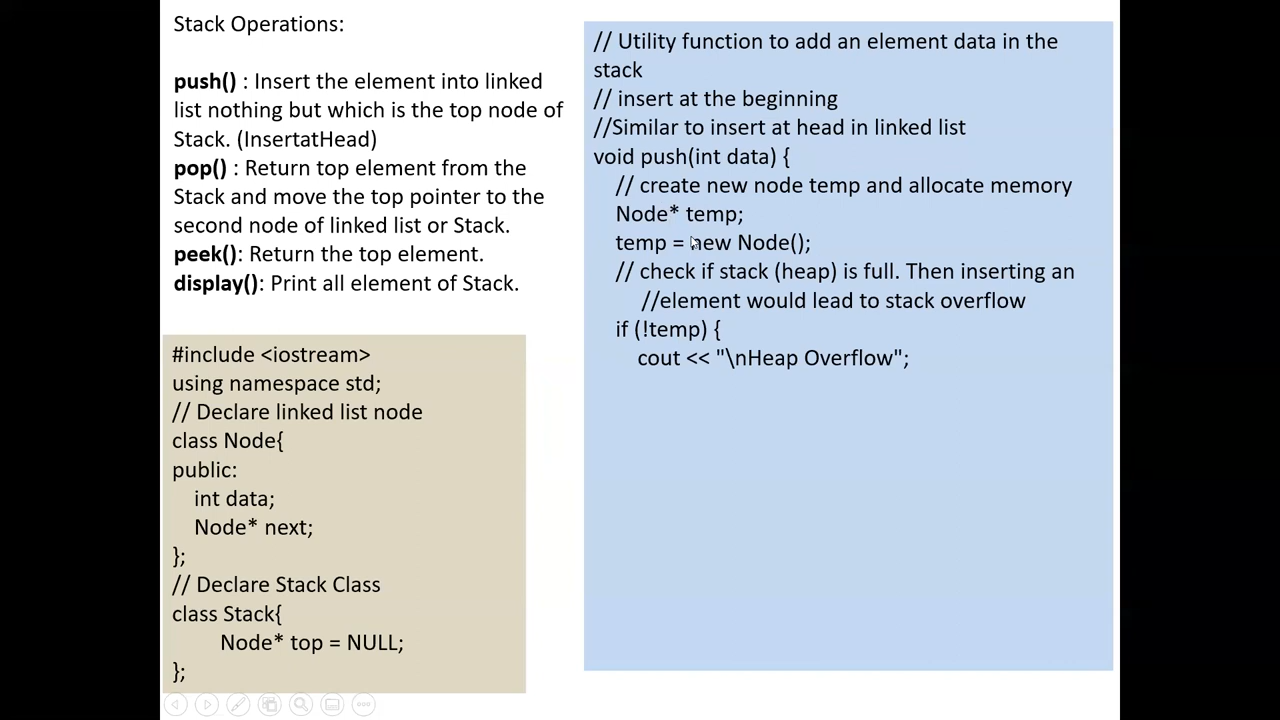 Stack Operations:
push() : Insert the element into linked
list nothing but which is the top node of
Stack. (InsertatHead)
pop() : Return top element from the
Stack and move the top pointer to the
second node of linked list or Stack.
peek(): Return the top element.
display(): Print all element of Stack.
#include <iostream>
using namespace std;
// Declare linked list node
class Node{
public:
int data;
Node* next;
};
// Declare Stack Class
class Stack{
Node* top = NULL;
};
// Utility function to add an element data in the
stack
// insert at the beginning
//Similar to insert at head in linked list
void push(int data) {
// create new node temp and allocate memory
Node* temp;
temp = new Node();
// check if stack (heap) is full. Then inserting an
//element would lead to stack overflow
if (!temp) {
cout << "\nHeap Overflow";